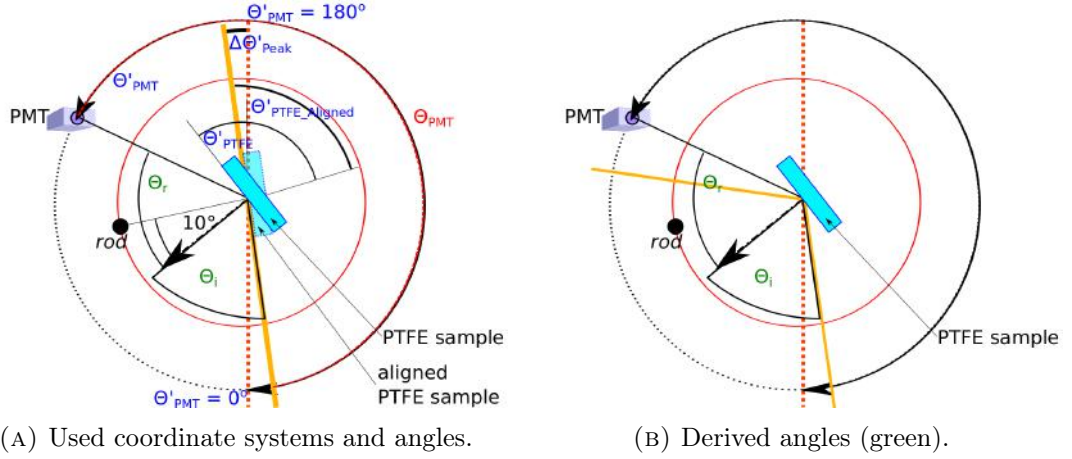 Θ'PMT = 180°
ΔΘ'Peak
Θ'PMT
PMT
Θ'PTFE_Aligned
ΘPMT
Θ'PTFE
Θr
10°
rod
Θi
PTFE sample
aligned
PTFE sample
Θ'PMT = 0°
(A) Used coordinate systems and angles.
PMT
Θr
rod
Θi
PTFE sample
(B) Derived angles (green).